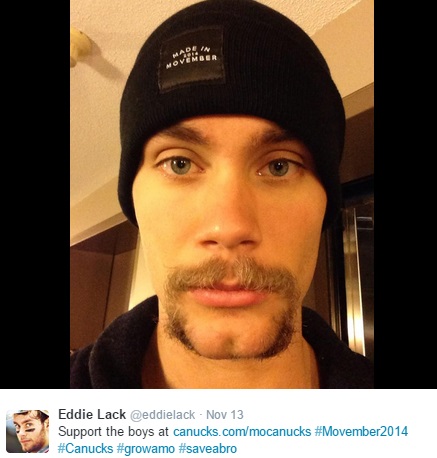 MADE IN
2014
MOVEMBER
Eddie Lack @eddielack · Nov 13
Support the boys at canucks.com/mocanucks #Movember2014
#Canucks #growamo #saveabro